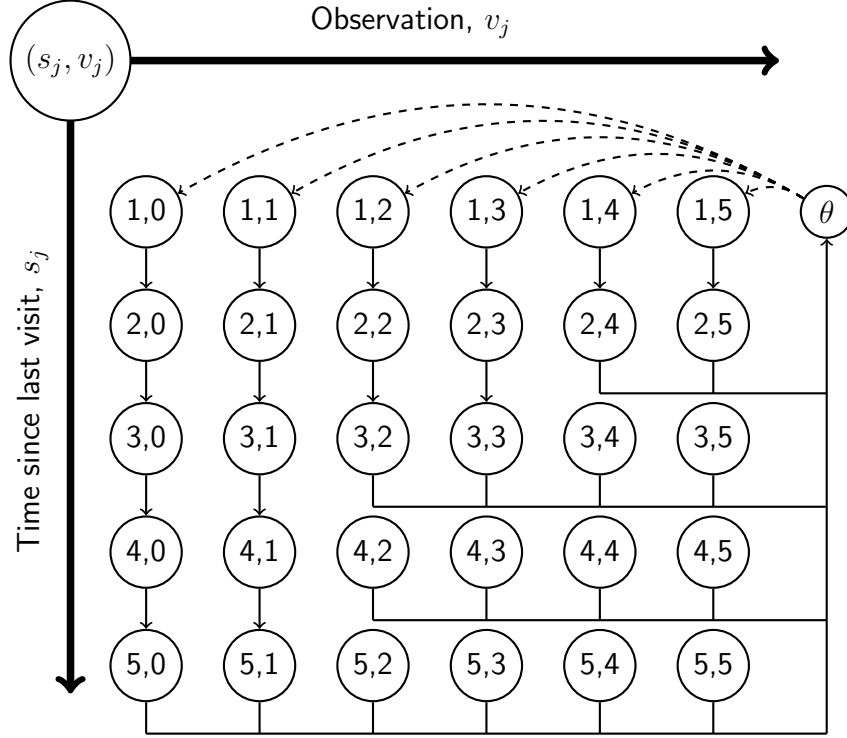 Observation, v_j
(s_j, v_j)
Time since last visit, s_j
1,0 1,1 1,2 1,3 1,4 1,5 θ
2,0 2,1 2,2 2,3 2,4 2,5
3,0 3,1 3,2 3,3 3,4 3,5
4,0 4,1 4,2 4,3 4,4 4,5
5,0 5,1 5,2 5,3 5,4 5,5